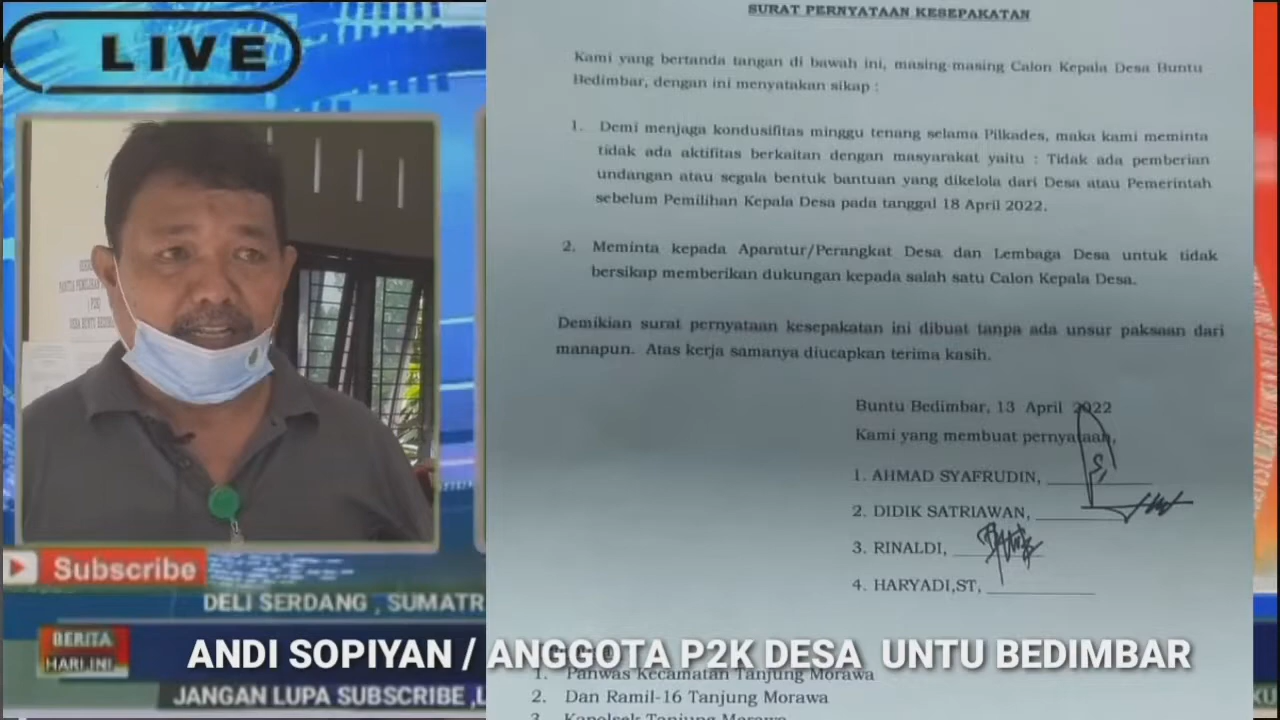 LIVE
SURAT PERNYATAAN KESEPAKATAN
Kami yang bertanda tangan di bawah ini, masing-masing Calon Kepala Desa Buntu
Bedimbar, dengan ini menyatakan sikap :
1. Demi menjaga kondusifitas minggu tenang selama Pilkades, maka kami meminta
tidak ada aktifitas berkaitan dengan masyarakat yaitu : Tidak ada pemberian
undangan atau segala bentuk bantuan yang dikelola dari Desa atau Pemerintah
sebelum Pemilihan Kepala Desa pada tanggal 18 April 2022.
2. Meminta kepada Aparatur/Perangkat Desa dan Lembaga Desa untuk tidak
bersikap memberikan dukungan kepada salah satu Calon Kepala Desa.
Demikian surat pernyataan kesepakatan ini dibuat tanpa ada unsur paksaan dari
manapun. Atas kerja samanya diucapkan terima kasih.
Buntu Bedimbar, 13 April 2022
Kami yang membuat pernyataan,
1. AHMAD SYAFRUDIN,
2. DIDIK SATRIAWAN,
3. RINALDI,
4. HARYADI,ST,
Subscribe
DELI SERDANG , SUMATR
BERITA
HARI INI
ANDI SOPIYAN / ANGGOTA P2K DESA UNTU BEDIMBAR
JANGAN LUPA SUBSCRIBE ,L
1. Panwas Kecamatan Tanjung Morawa
2. Dan Ramil-16 Tanjung Morawa
3. Kapolsek Tanjung Morawa